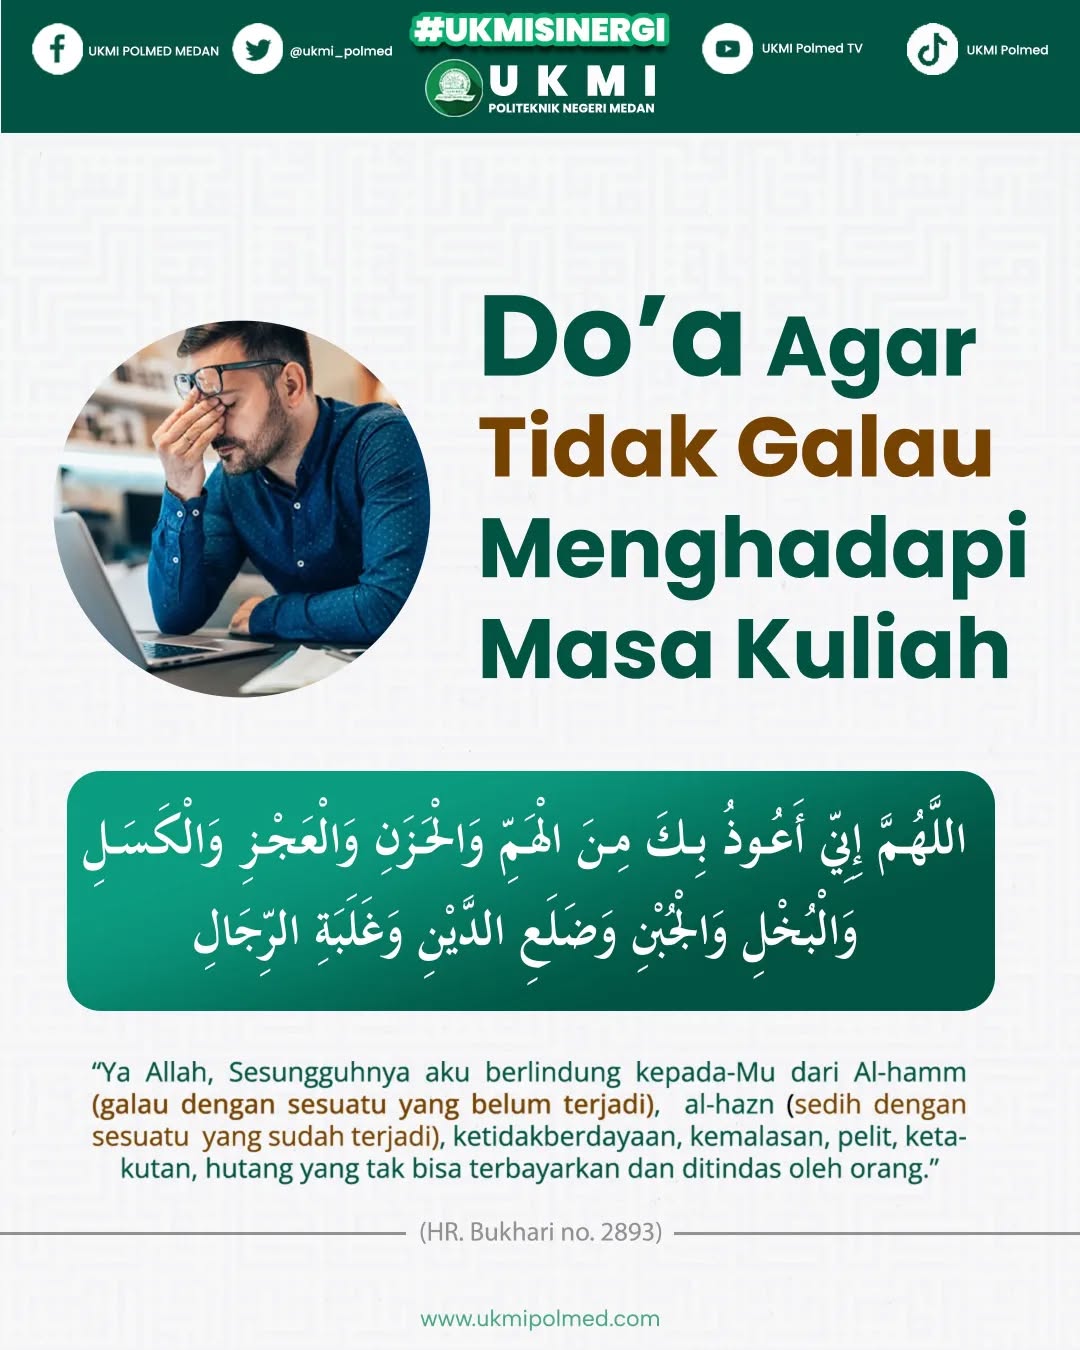 #UKMISINERGI
UKMI POLMED MEDAN
@ukmi_polmed
UKMI Polmed TV
UKMI Polmed
UKMI
POLITEKNIK NEGERI MEDAN
Do'a Agar
Tidak Galau
Menghadapi
Masa Kuliah
اللَّهُمَّ إِنِّي أَعُوذُ بِكَ مِنَ الْهَمِّ وَالْحَزَنِ وَالْعَجْزِ وَالْكَسَلِ
وَالْبُخْلِ وَالْجُبْنِ وَضَلَعِ الدَّيْنِ وَغَلَبَةِ الرِّجَالِ
“Ya Allah, Sesungguhnya aku berlindung kepada-Mu dari Al-hamm
(galau dengan sesuatu yang belum terjadi), al-hazn (sedih dengan
sesuatu yang sudah terjadi), ketidakberdayaan, kemalasan, pelit, keta-
kutan, hutang yang tak bisa terbayarkan dan ditindas oleh orang.”
(HR. Bukhari no. 2893)
www.ukmipolmed.com